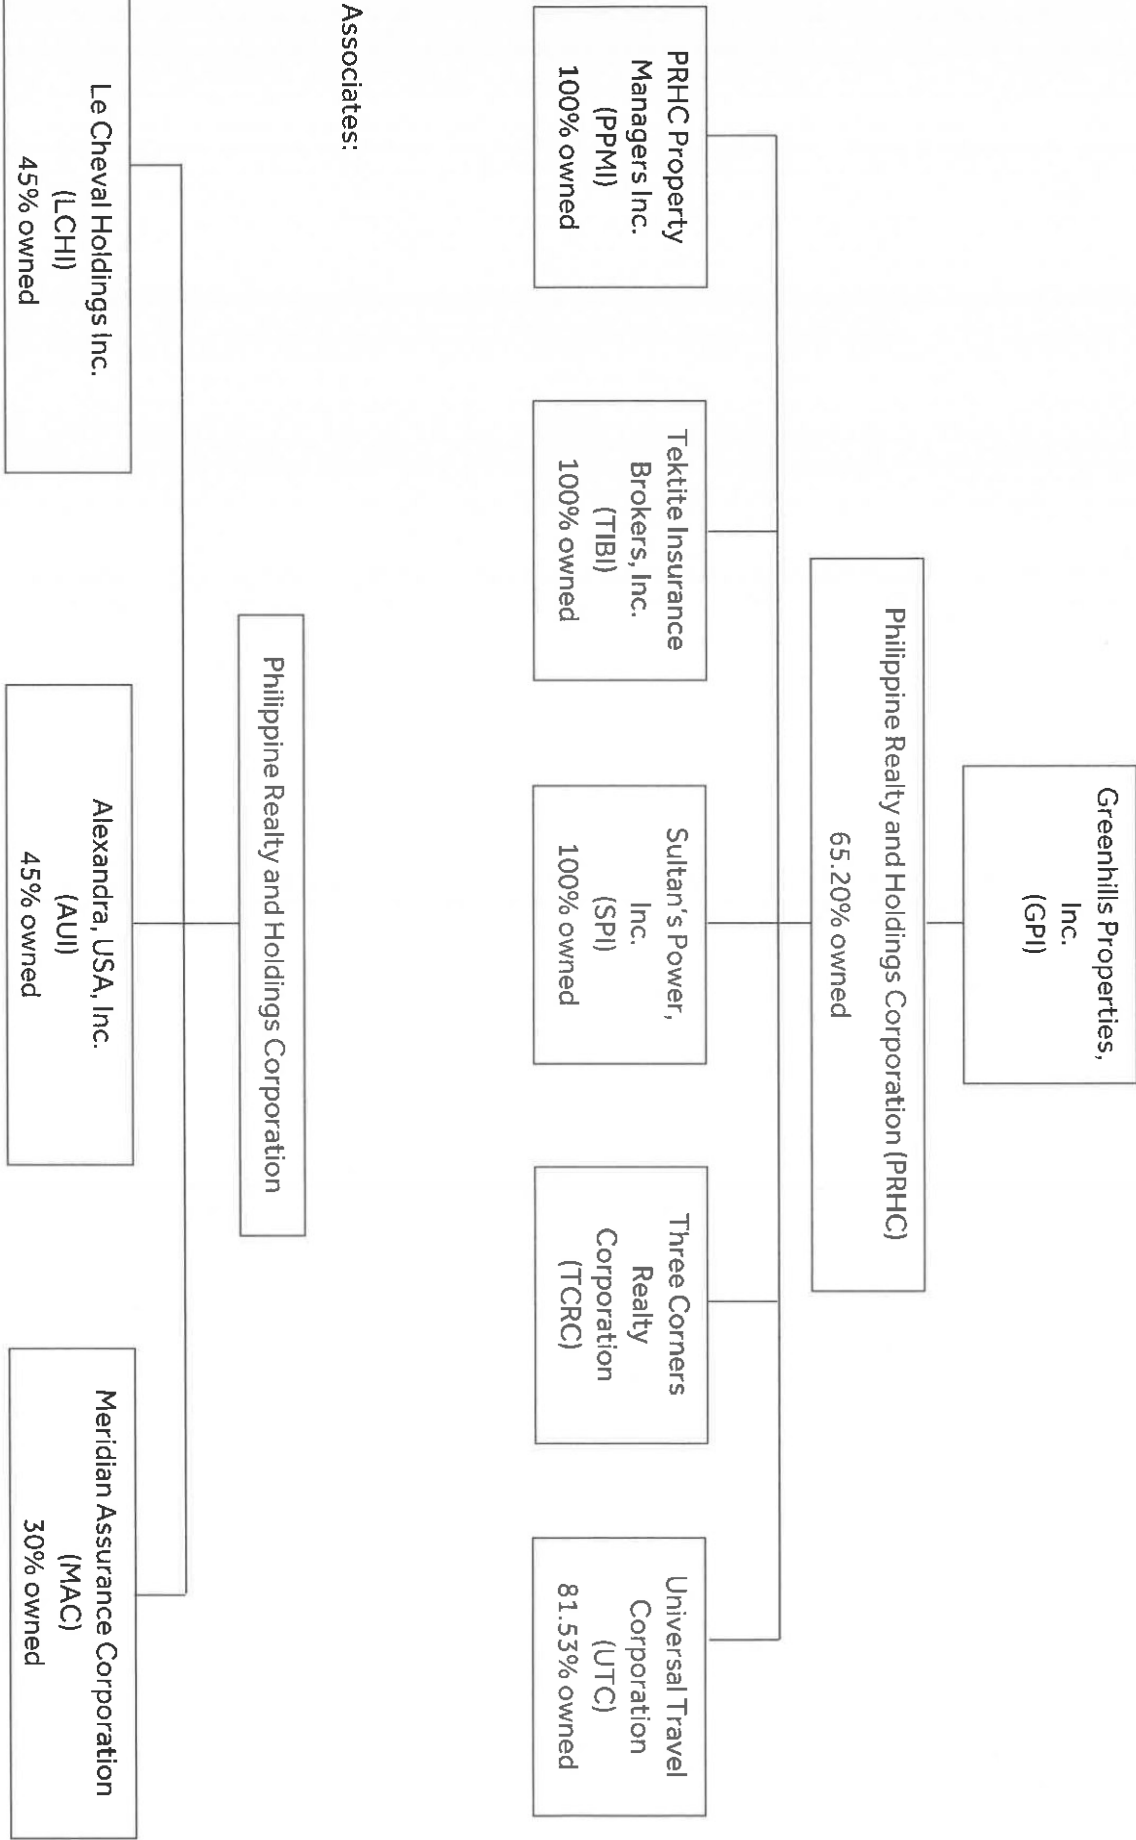 Greenhills Properties,
Inc.
(GPI)
Philippine Realty and Holdings Corporation (PRHC)
65.20% owned
PRHC Property
Managers Inc.
(PPMI)
100% owned
Tektite Insurance
Brokers, Inc.
(TIBI)
100% owned
Sultan's Power,
Inc.
(SPI)
100% owned
Three Corners
Realty
Corporation
(TCRC)
Universal Travel
Corporation
(UTC)
81.53% owned
Associates:
Philippine Realty and Holdings Corporation
Le Cheval Holdings Inc.
(LCHI)
45% owned
Alexandra, USA, Inc.
(AUI)
45% owned
Meridian Assurance Corporation
(MAC)
30% owned